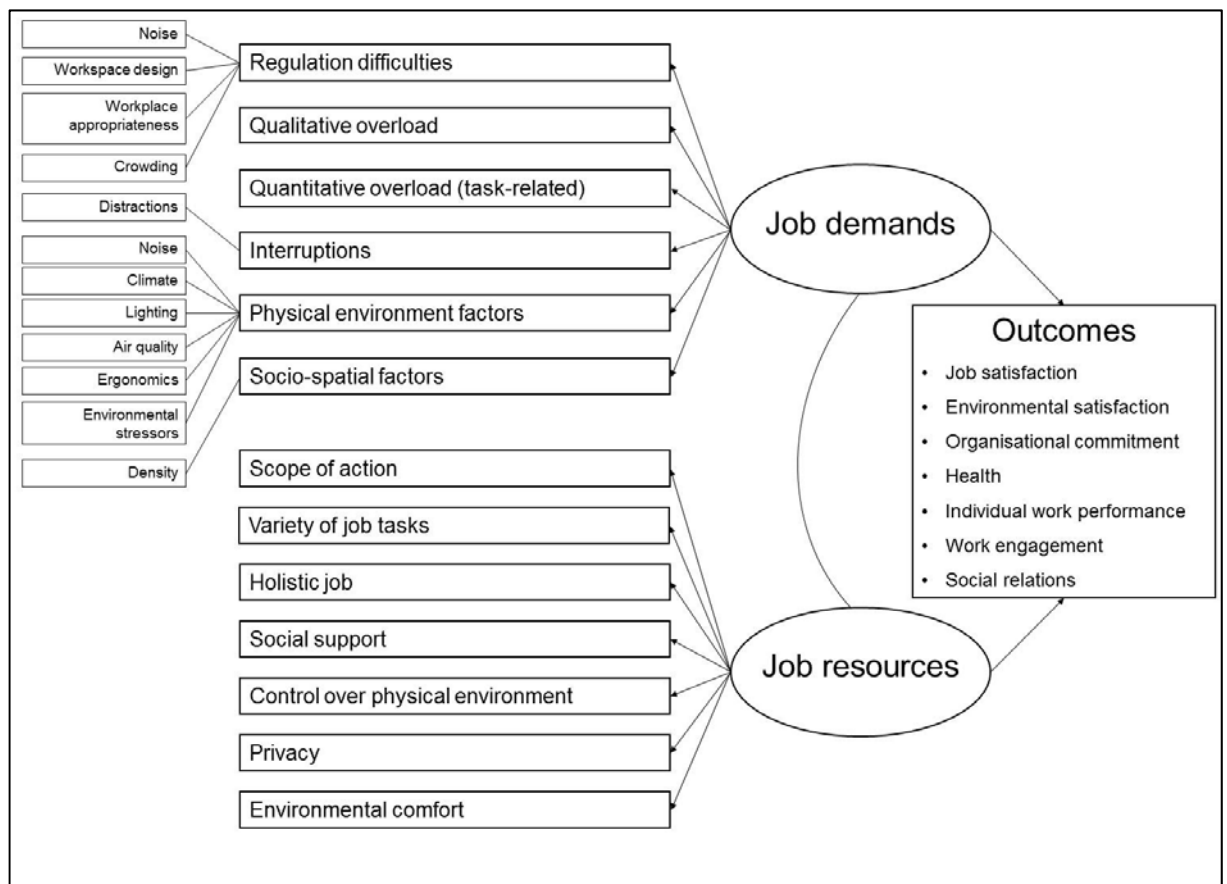 Noise
Workspace design
Workplace
appropriateness
Crowding
Distractions
Noise
Climate
Lighting
Air quality
Ergonomics
Environmental
stressors
Density
Regulation difficulties
Qualitative overload
Quantitative overload (task-related)
Interruptions
Physical environment factors
Socio-spatial factors
Scope of action
Variety of job tasks
Holistic job
Social support
Control over physical environment
Privacy
Environmental comfort
Job demands
Job resources
Outcomes
• Job satisfaction
• Environmental satisfaction
• Organisational commitment
• Health
• Individual work performance
• Work engagement
• Social relations